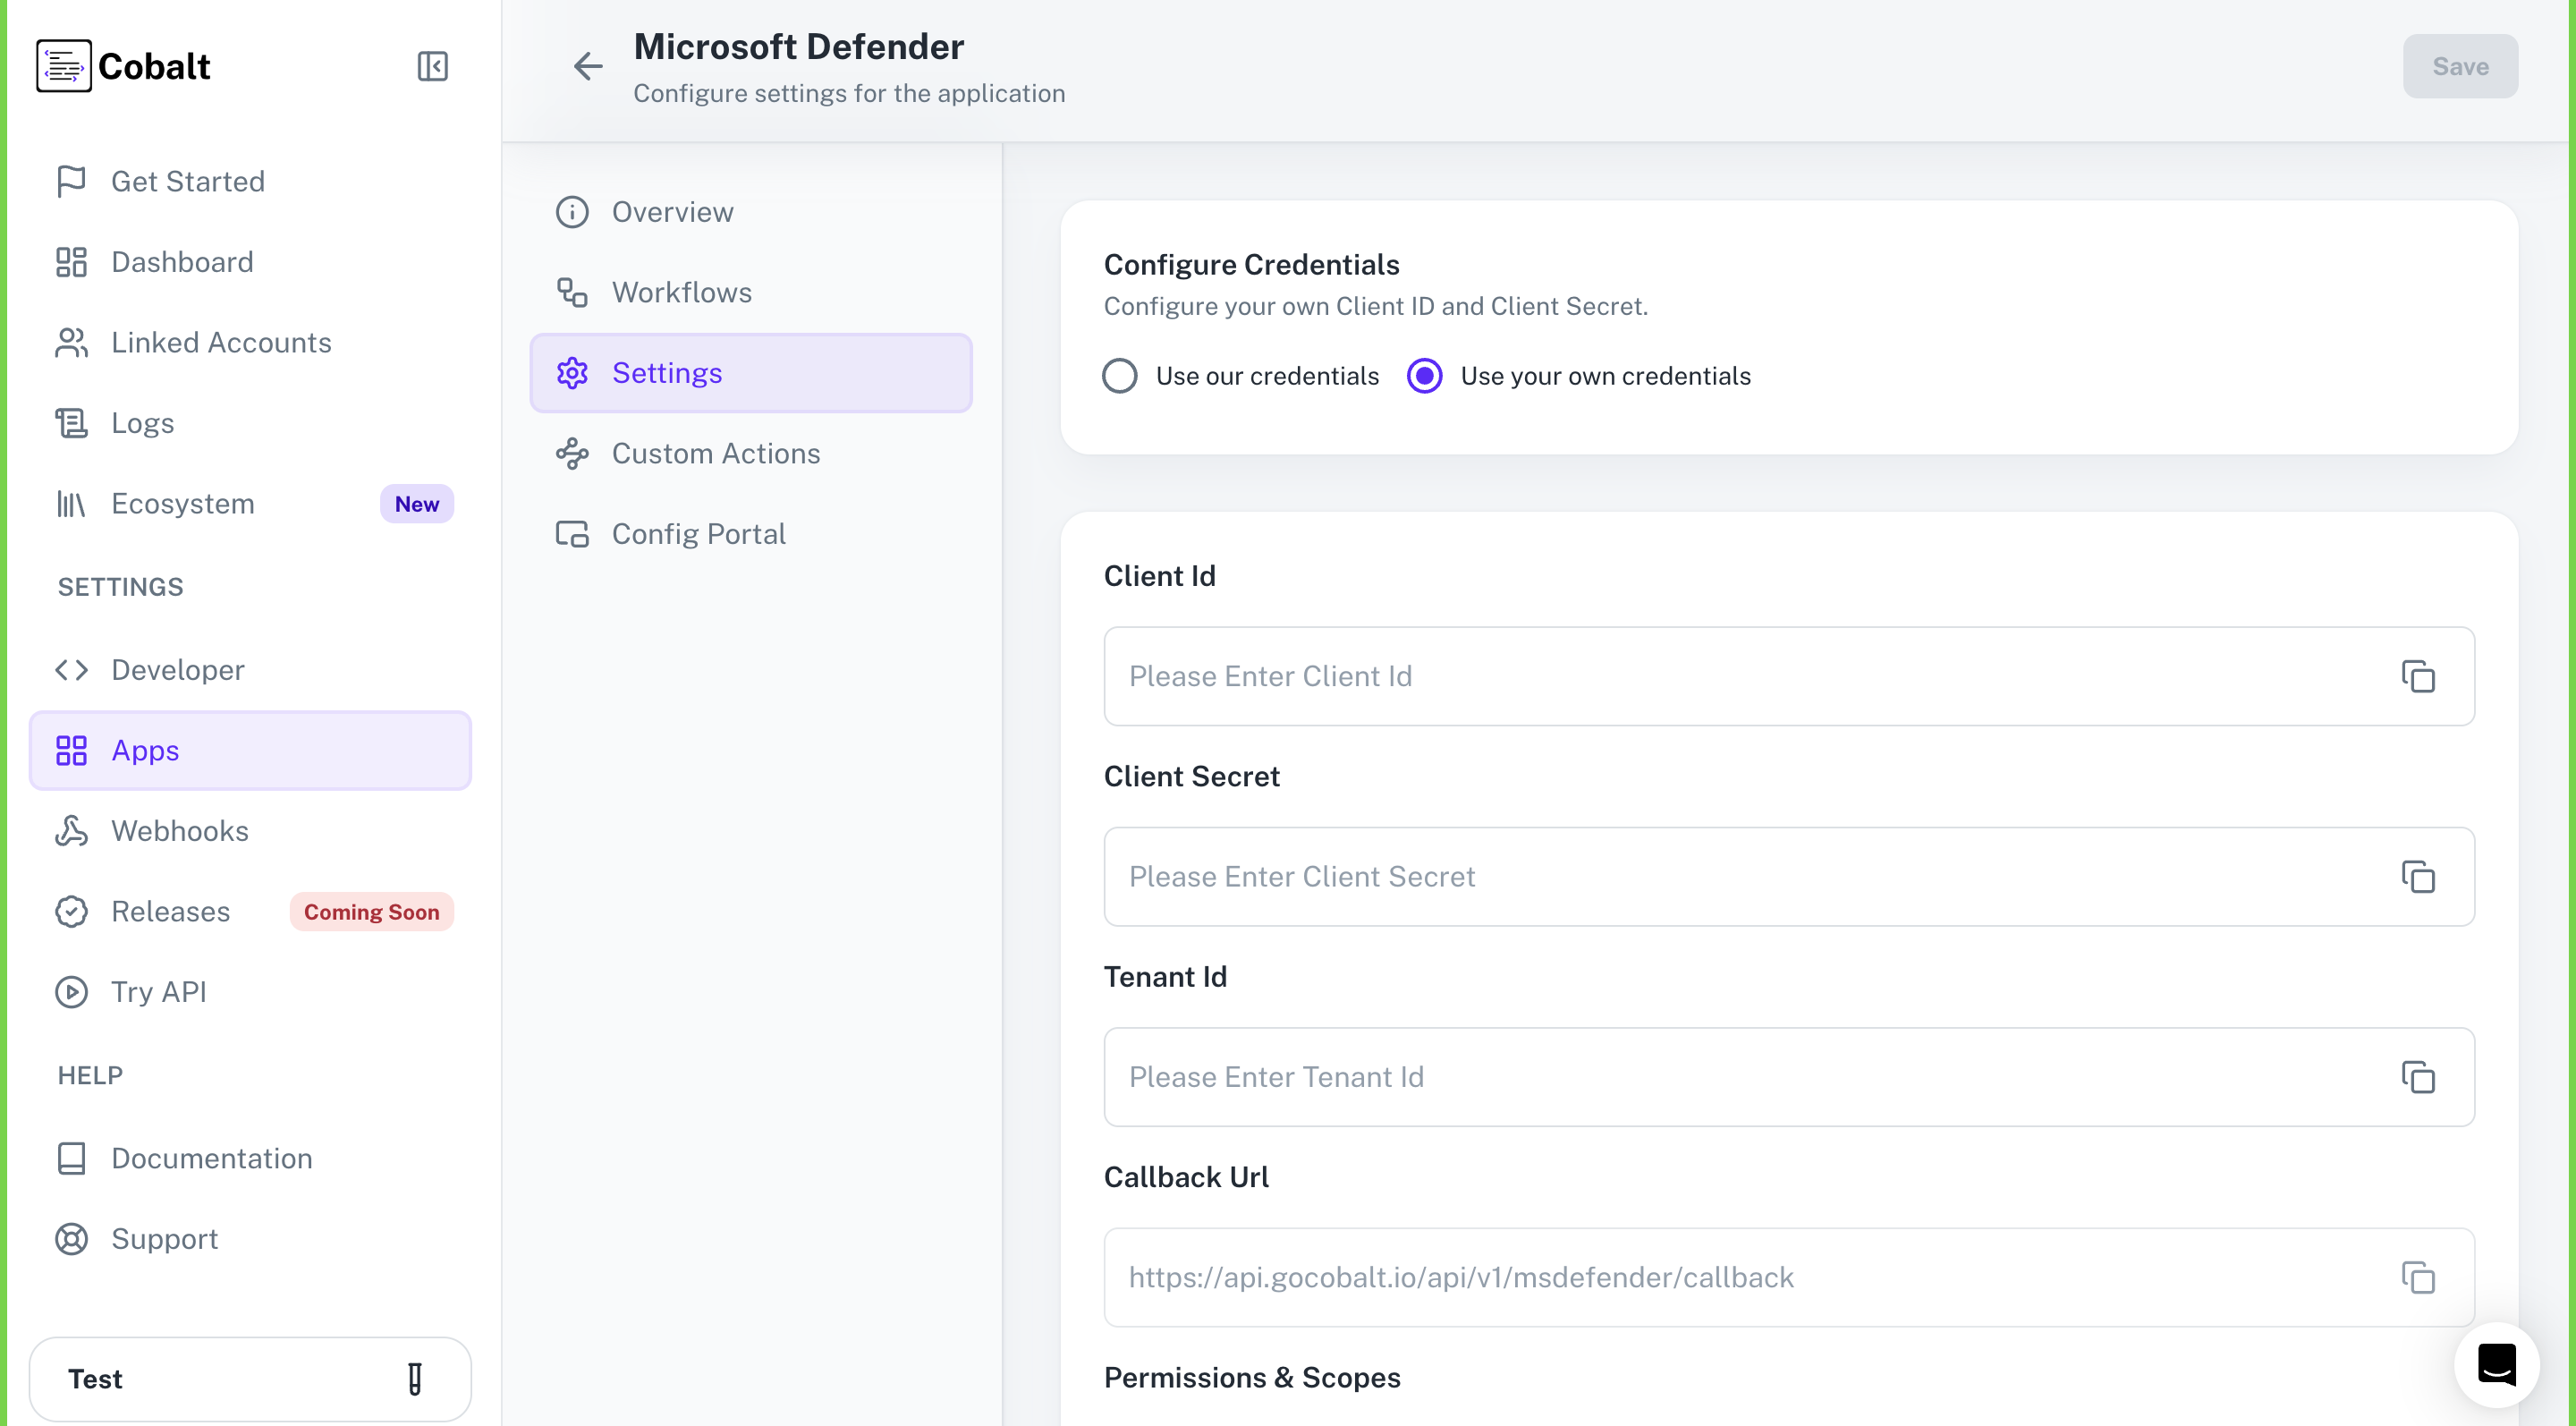 Cobalt
Get Started
Dashboard
Linked Accounts
Logs
Ecosystem New
SETTINGS
Developer
Apps
Webhooks
Releases Coming Soon
Try API
HELP
Documentation
Support
Test
Microsoft Defender
Configure settings for the application
Save
Overview
Workflows
Settings
Custom Actions
Config Portal
Configure Credentials
Configure your own Client ID and Client Secret.
Use our credentials Use your own credentials
Client Id
Please Enter Client Id
Client Secret
Please Enter Client Secret
Tenant Id
Please Enter Tenant Id
Callback Url
https://api.gocobalt.io/api/v1/msdefender/callback
Permissions & Scopes